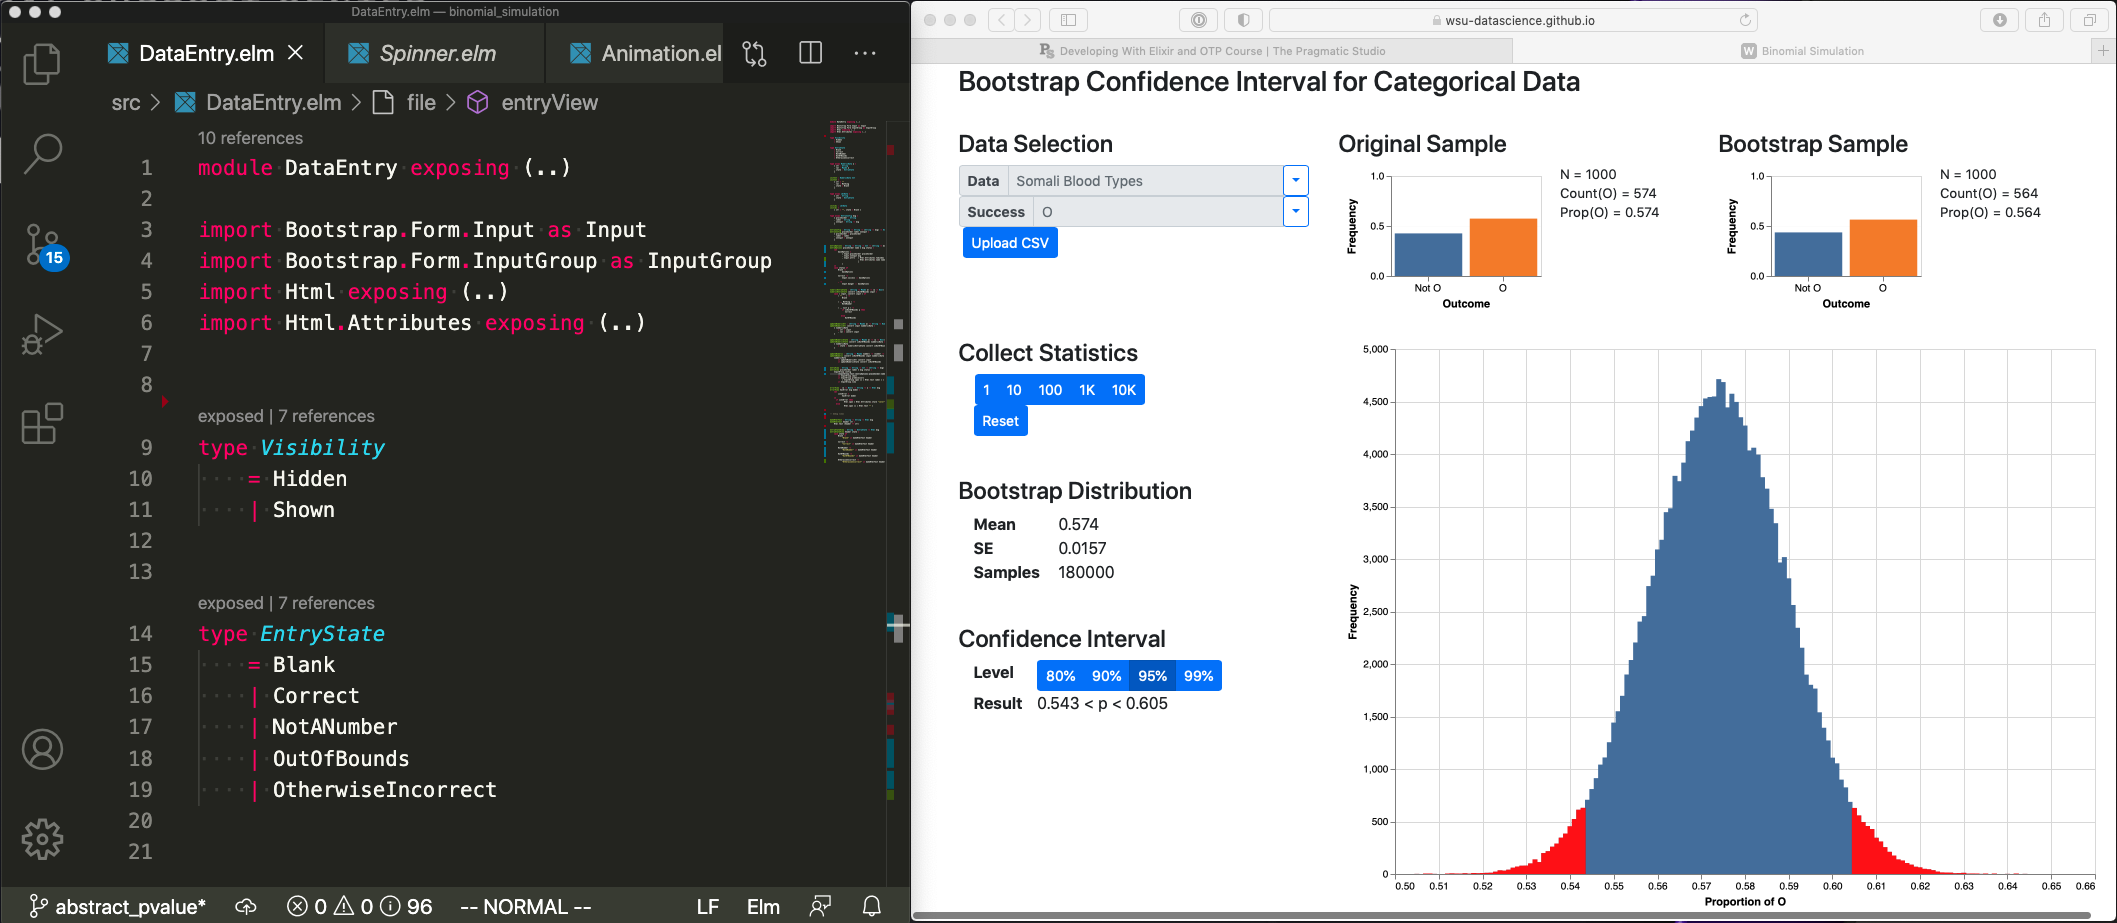 DataEntry.elm — binomial_simulation
DataEntry.elm
Spinner.elm
Animation.el
src > DataEntry.elm > file > entryView
10 references
1 module DataEntry exposing (..)
2
3 import Bootstrap.Form.Input as Input
4 import Bootstrap.Form.InputGroup as InputGroup
5 import Html exposing (..)
6 import Html.Attributes exposing (..)
7
8
exposed | 7 references
9 type Visibility
10 = Hidden
11 | Shown
12
13
exposed | 7 references
14 type EntryState
15 = Blank
16 | Correct
17 | NotANumber
18 | OutOfBounds
19 | OtherwiseIncorrect
20
21
15
abstract_pvalue* 0 0 96 -- NORMAL -- LF Elm
wsu-datascience.github.io
Developing With Elixir and OTP Course | The Pragmatic Studio
W Binomial Simulation
Bootstrap Confidence Interval for Categorical Data
Data Selection
Data Somali Blood Types
Success O
Upload CSV
Original Sample
1.0
0.5
0.0
Frequency
Not O O
Outcome
N = 1000
Count(O) = 574
Prop(O) = 0.574
Bootstrap Sample
1.0
0.5
0.0
Frequency
Not O O
Outcome
N = 1000
Count(O) = 564
Prop(O) = 0.564
Collect Statistics
1 10 100 1K 10K
Reset
Bootstrap Distribution
Mean 0.574
SE 0.0157
Samples 180000
Confidence Interval
Level 80% 90% 95% 99%
Result 0.543 < p < 0.605
5,000
4,500
4,000
3,500
3,000
2,500
2,000
1,500
1,000
500
0
Frequency
0.50 0.51 0.52 0.53 0.54 0.55 0.56 0.57 0.58 0.59 0.60 0.61 0.62 0.63 0.64 0.65 0.66
Proportion of O